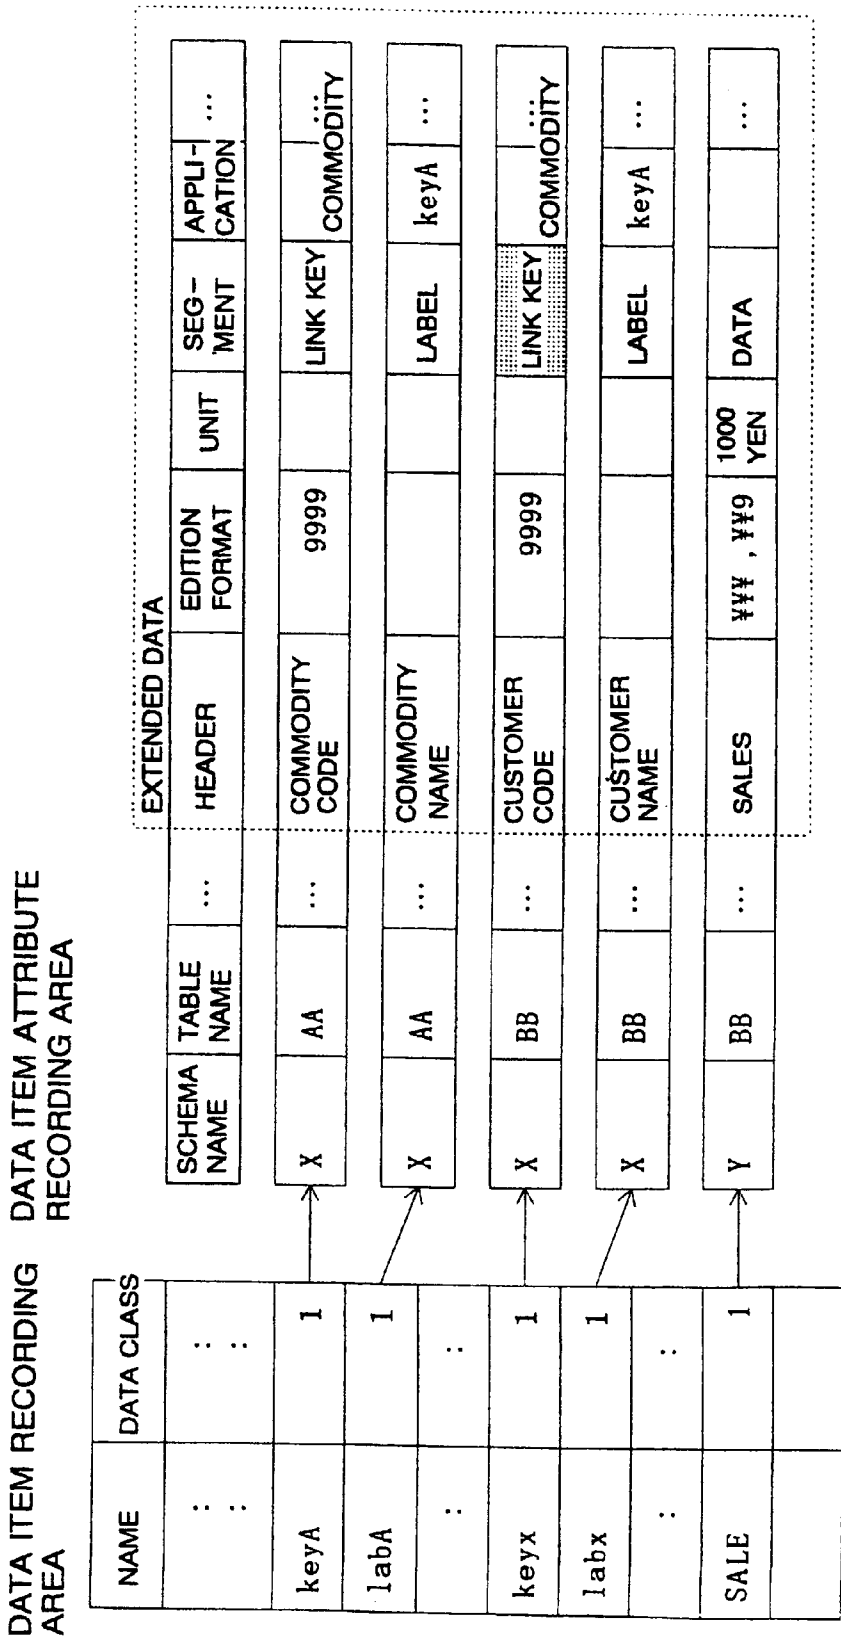 DATA ITEM RECORDING
AREA
NAME DATA CLASS
: :
: :
keyA 1
labA 1
: :
keyx 1
labx 1
: :
SALE 1
DATA ITEM ATTRIBUTE
RECORDING AREA
EXTENDED DATA
SCHEMA
NAME
TABLE
NAME
...
HEADER
EDITION
FORMAT
UNIT
SEG-
MENT
APPLI-
CATION
...
X AA ... COMMODITY
CODE
9999 LINK KEY COMMODITY ...
X AA ... COMMODITY
NAME
LABEL keyA ...
X BB ... CUSTOMER
CODE
9999 LINK KEY COMMODITY ...
X BB ... CUSTOMER
NAME
LABEL keyA ...
Y BB ... SALES ¥¥¥ , ¥¥9 1000
YEN
DATA ...